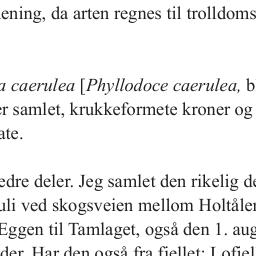 ening, da arten regnes til trolldoms
a caerulea [Phyllodoce caerulea, b
er samlet, krukkeformete kroner og
ate.
edre deler. Jeg samlet den rikelig de
uli ved skogsveien mellom Holtåle
Eggen til Tamlaget, også den 1. aug
der. Har den også fra fjellet: Lofjel